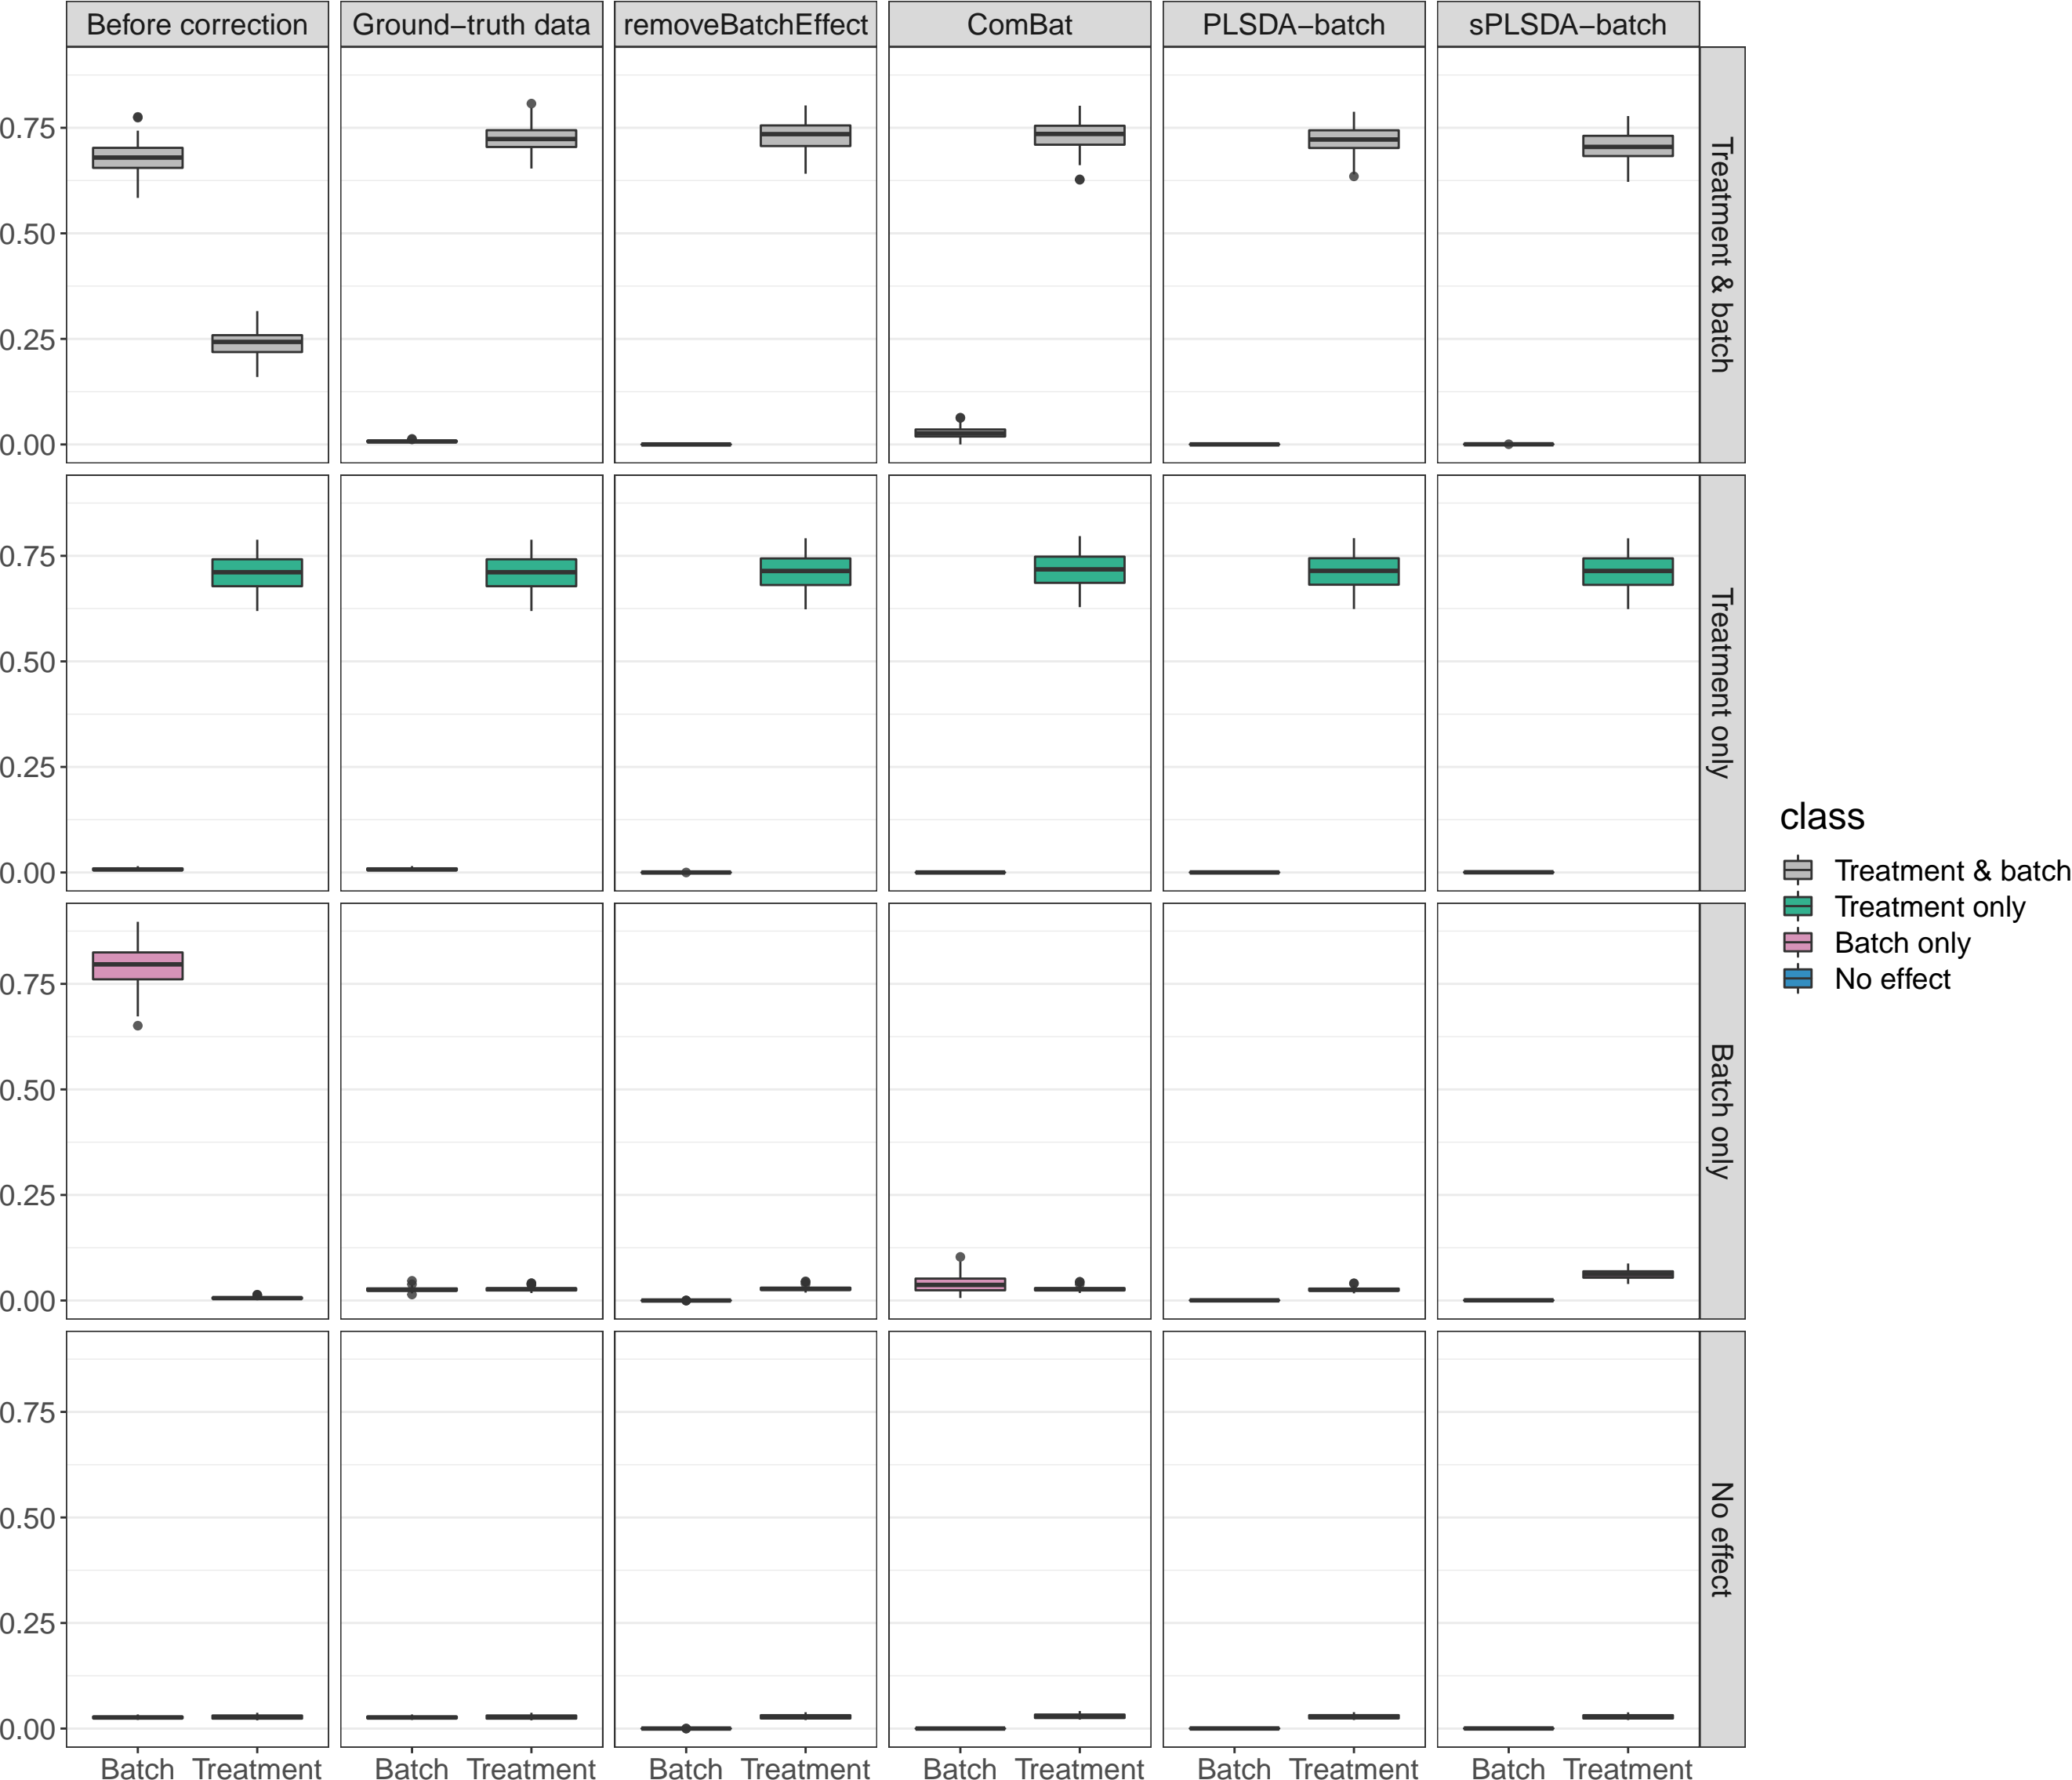 Before correction
Ground−truth data
removeBatchEffect
ComBat
PLSDA−batch
sPLSDA−batch
0.75
0.50
0.25
0.00
Treatment & batch
0.75
0.50
0.25
0.00
Treatment only
0.75
0.50
0.25
0.00
Batch only
0.75
0.50
0.25
0.00
No effect
Batch Treatment
Batch Treatment
Batch Treatment
Batch Treatment
Batch Treatment
Batch Treatment
class
Treatment & batch
Treatment only
Batch only
No effect